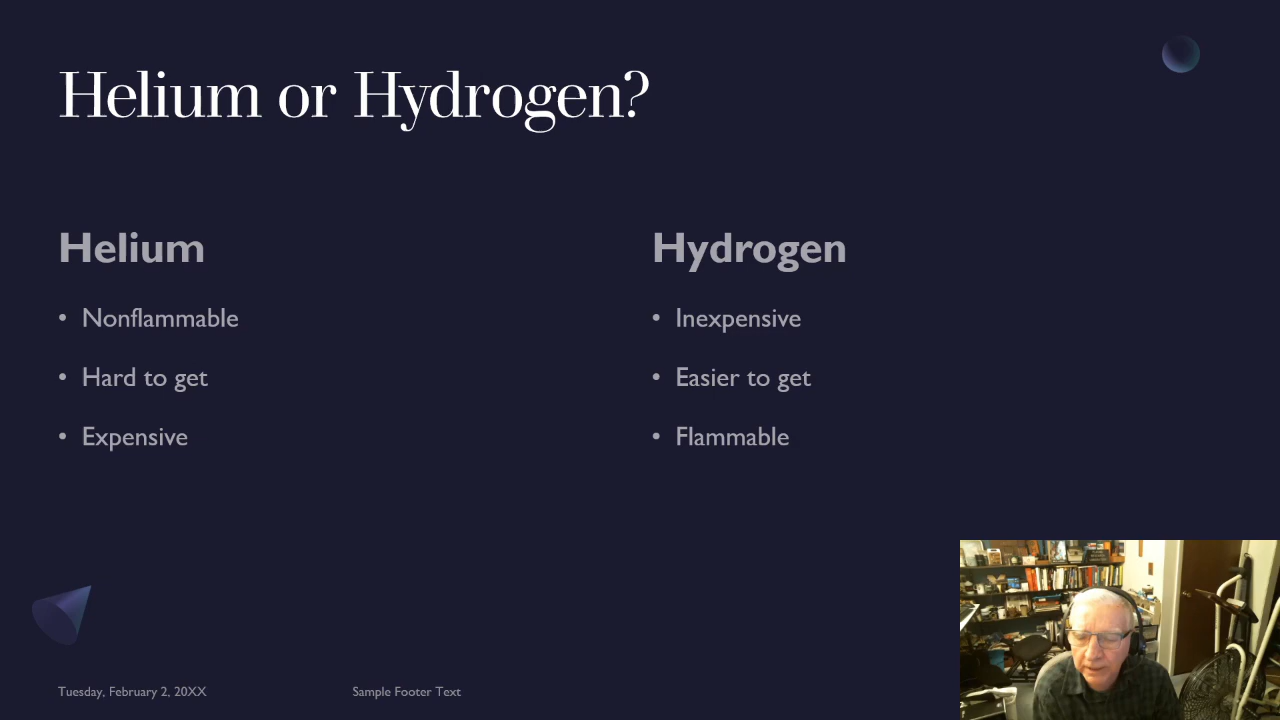 Helium or Hydrogen?
Helium
• Nonflammable
• Hard to get
• Expensive
Hydrogen
• Inexpensive
• Easier to get
• Flammable
Tuesday, February 2, 20XX
Sample Footer Text